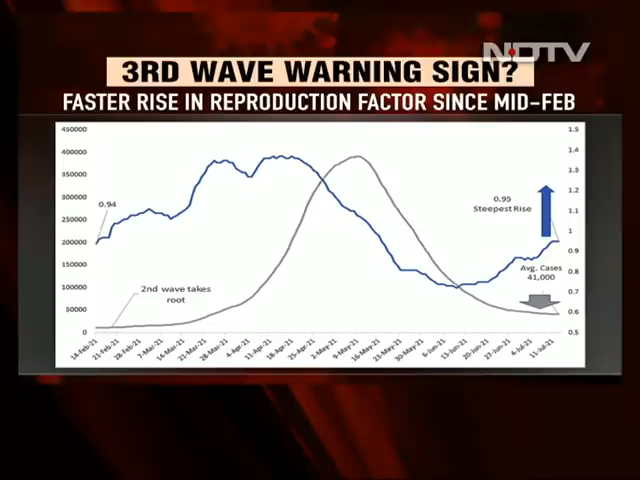 NDTV
3RD WAVE WARNING SIGN?
FASTER RISE IN REPRODUCTION FACTOR SINCE MID-FEB
450000
400000
350000
300000
250000
200000
150000
100000
50000
0
1.5
1.4
1.3
1.2
1.1
1
0.9
0.8
0.7
0.6
0.5
0.94
2nd wave takes
root
0.95
Steepest Rise
Avg. Cases
41,000
14-Feb-21
21-Feb-21
28-Feb-21
7-Mar-21
14-Mar-21
21-Mar-21
28-Mar-21
4-Apr-21
11-Apr-21
18-Apr-21
25-Apr-21
2-May-21
9-May-21
16-May-21
23-May-21
30-May-21
6-Jun-21
13-Jun-21
20-Jun-21
27-Jun-21
4-Jul-21
11-Jul-21